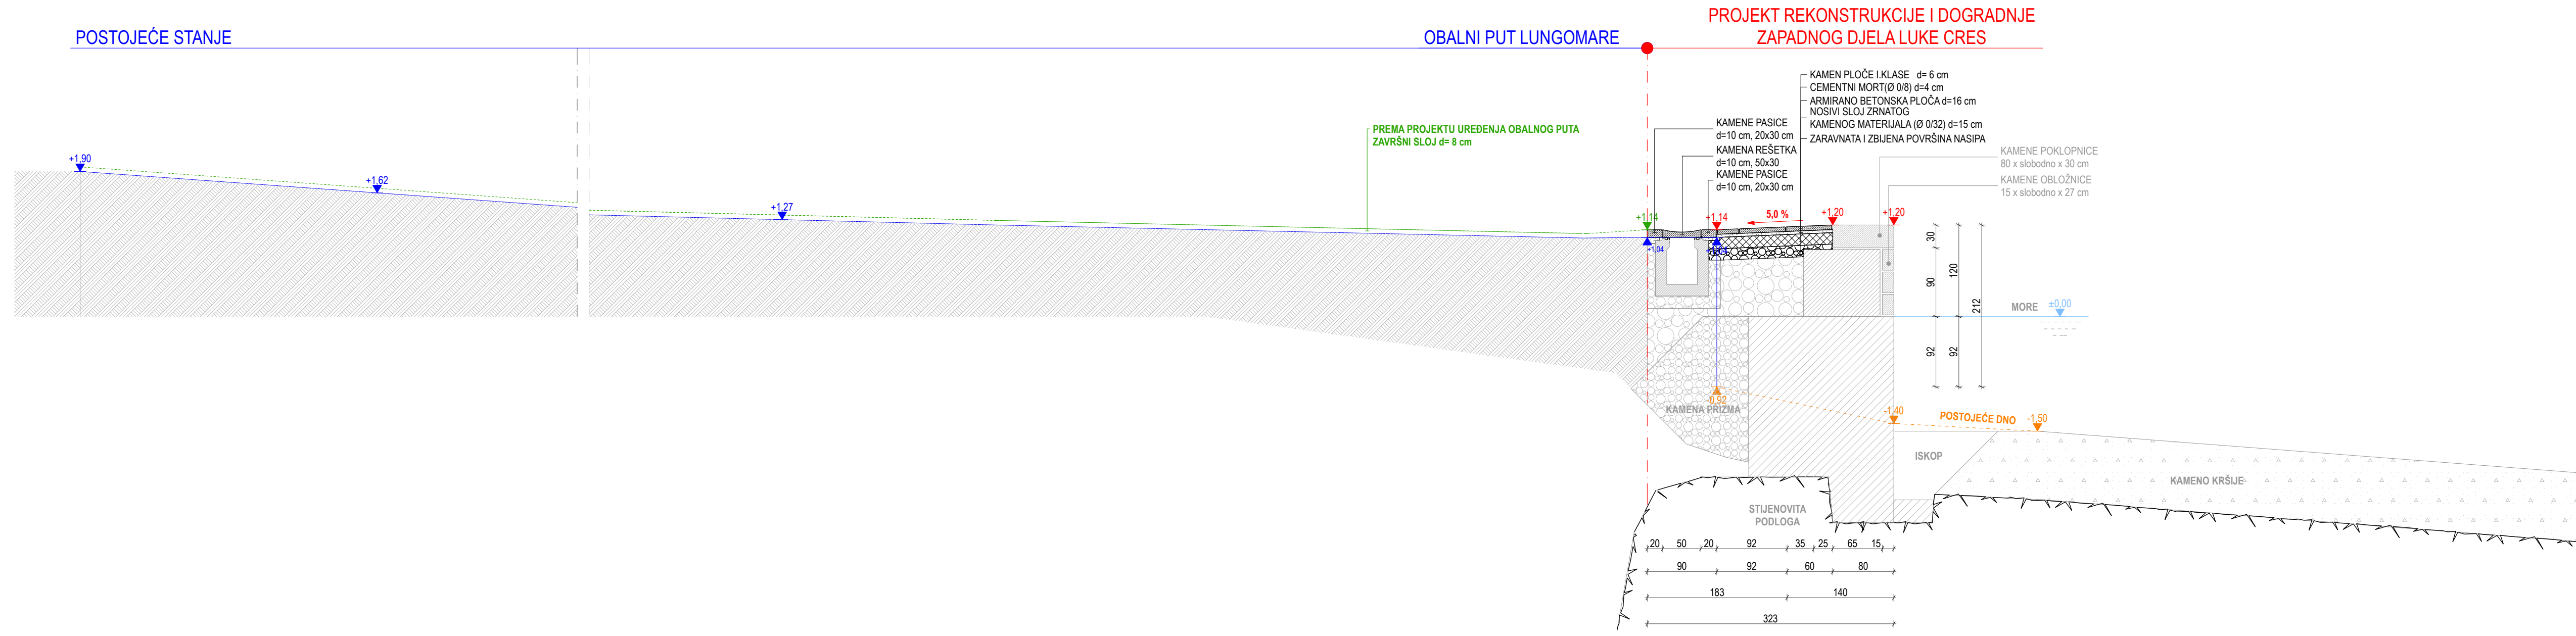 PROJEKT REKONSTRUKCIJE I DOGRADNJE
ZAPADNOG DJELA LUKE CRES
POSTOJEĆE STANJE
OBALNI PUT LUNGOMARE
KAMEN PLOČE I.KLASE d= 6 cm
CEMENTNI MORT(Ø 0/8) d=4 cm
ARMIRANO BETONSKA PLOČA d=16 cm
NOSIVI SLOJ ZRNATOG
KAMENOG MATERIJALA (Ø 0/32) d=15 cm
ZARAVNATA I ZBIJENA POVRŠINA NASIPA
KAMENE PASICE
d=10 cm, 20x30 cm
KAMENA REŠETKA
d=10 cm, 50x30
KAMENE PASICE
d=10 cm, 20x30 cm
PREMA PROJEKTU UREĐENJA OBALNOG PUTA
ZAVRŠNI SLOJ d= 8 cm
KAMENE POKLOPNICE
80 x slobodno x 30 cm
KAMENE OBLOŽNICE
15 x slobodno x 27 cm
+1,90
+1,62
+1,27
+1,14
+1,14
5,0 %
+1,20
+1,20
+1,04
30
90
120
212
92
92
MORE
±0,00
-0,92
KAMENA PRIZMA
-1,40
POSTOJEĆE DNO
-1,50
ISKOP
KAMENO KRŠJE
STIJENOVITA
PODLOGA
20 50 20 92 35 25 65 15
90 92 60 80
183 140
323